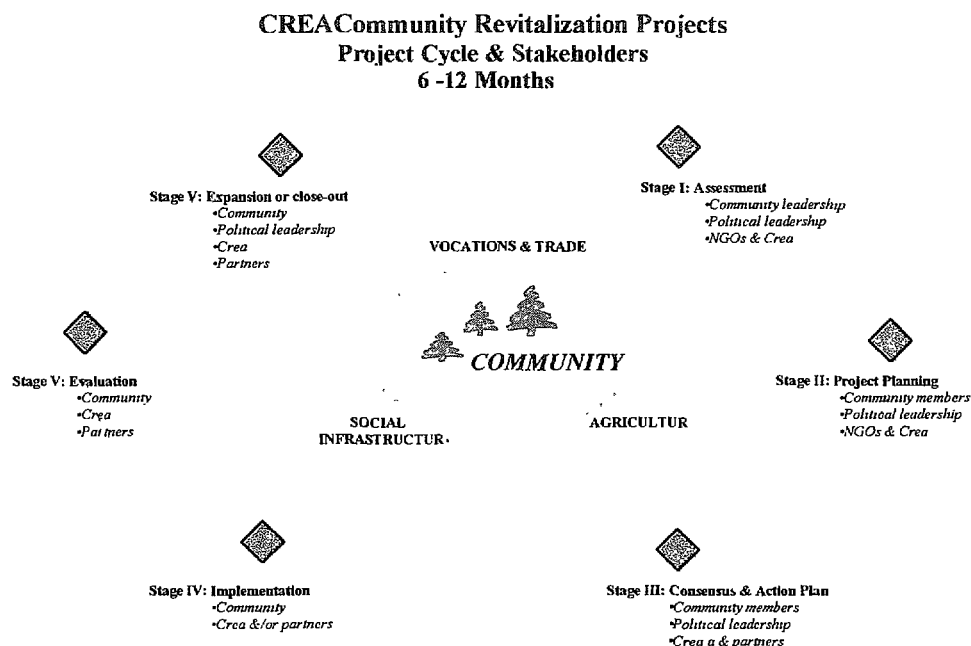 CREACommunity Revitalization Projects
Project Cycle & Stakeholders
6 -12 Months
Stage V: Expansion or close-out
•Community
•Political leadership
•Crea
•Partners
Stage I: Assessment
•Community leadership
•Political leadership
•NGOs & Crea
VOCATIONS & TRADE
COMMUNITY
Stage V: Evaluation
•Community
•Crea
•Partners
Stage II: Project Planning
•Community members
•Political leadership
•NGOs & Crea
SOCIAL
INFRASTRUCTUR
AGRICULTUR
Stage IV: Implementation
•Community
•Crea &/or partners
Stage III: Consensus & Action Plan
•Community members
•Political leadership
•Crea a & partners